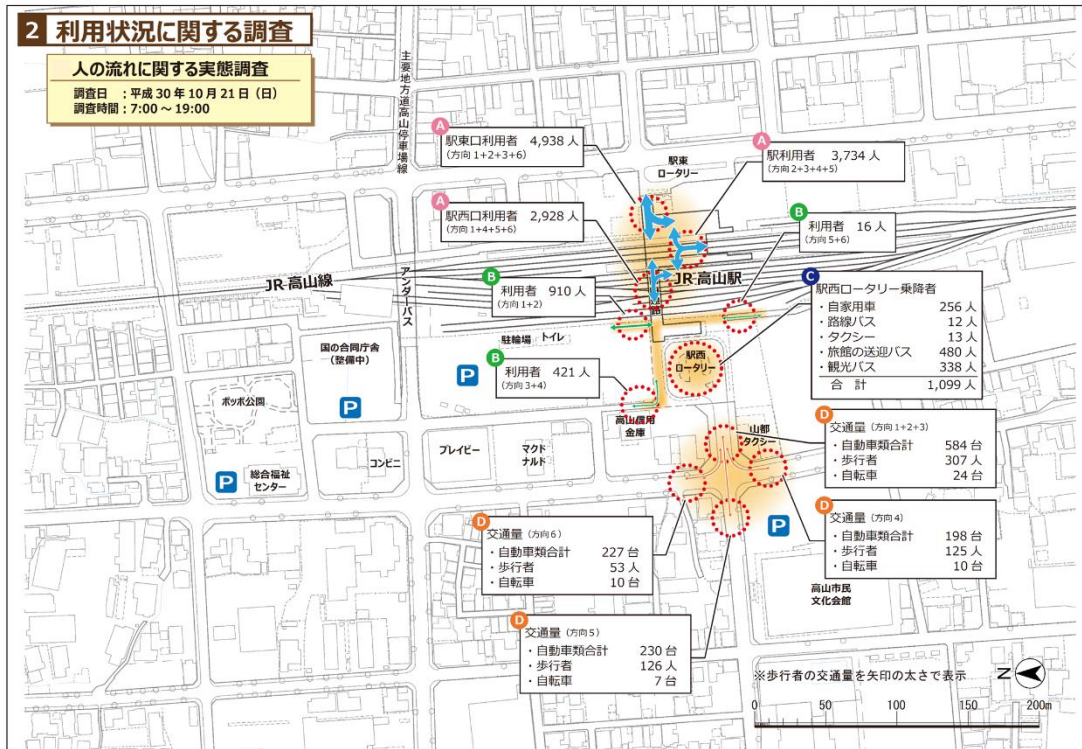 2 利用状況に関する調査
人の流れに関する実態調査
調査日 ：平成 30 年 10 月 21 日（日）
調査時間：7:00 ～ 19:00
主要地方道高山停車場線
A
駅東口利用者 4,938 人
（方向 1+2+3+6）
駅東
ロータリー
A
駅利用者 3,734 人
（方向 2+3+4+5）
A
駅西口利用者 2,928 人
（方向 1+4+5+6）
B
利用者 16 人
（方向 5+6）
JR 高山線
アンダーパス
JR 高山駅
B
利用者 910 人
（方向 1+2）
路
C
駅西ロータリー乗降者
・自家用車 256 人
・路線バス 12 人
・タクシー 13 人
・旅館の送迎バス 480 人
・観光バス 338 人
合 計 1,099 人
国の合同庁舎
（整備中）
駐輪場
トイレ
P
B
利用者 421 人
（方向 3+4）
駅西
ロータリー
ポッポ公園
P
高山信用
金庫
山都
タクシー
D
交通量（方向 1+2+3）
・自動車類合計 584 台
・歩行者 307 人
・自転車 24 台
P
総合福祉
センター
コンビニ
プレイビー
マクド
ナルド
D
交通量（方向 6）
・自動車類合計 227 台
・歩行者 53 人
・自転車 10 台
P
D
交通量（方向 4）
・自動車類合計 198 台
・歩行者 125 人
・自転車 10 台
高山市民
文化会館
D
交通量（方向 5）
・自動車類合計 230 台
・歩行者 126 人
・自転車 7 台
※歩行者の交通量を矢印の太さで表示
N
0 50 100 150 200m